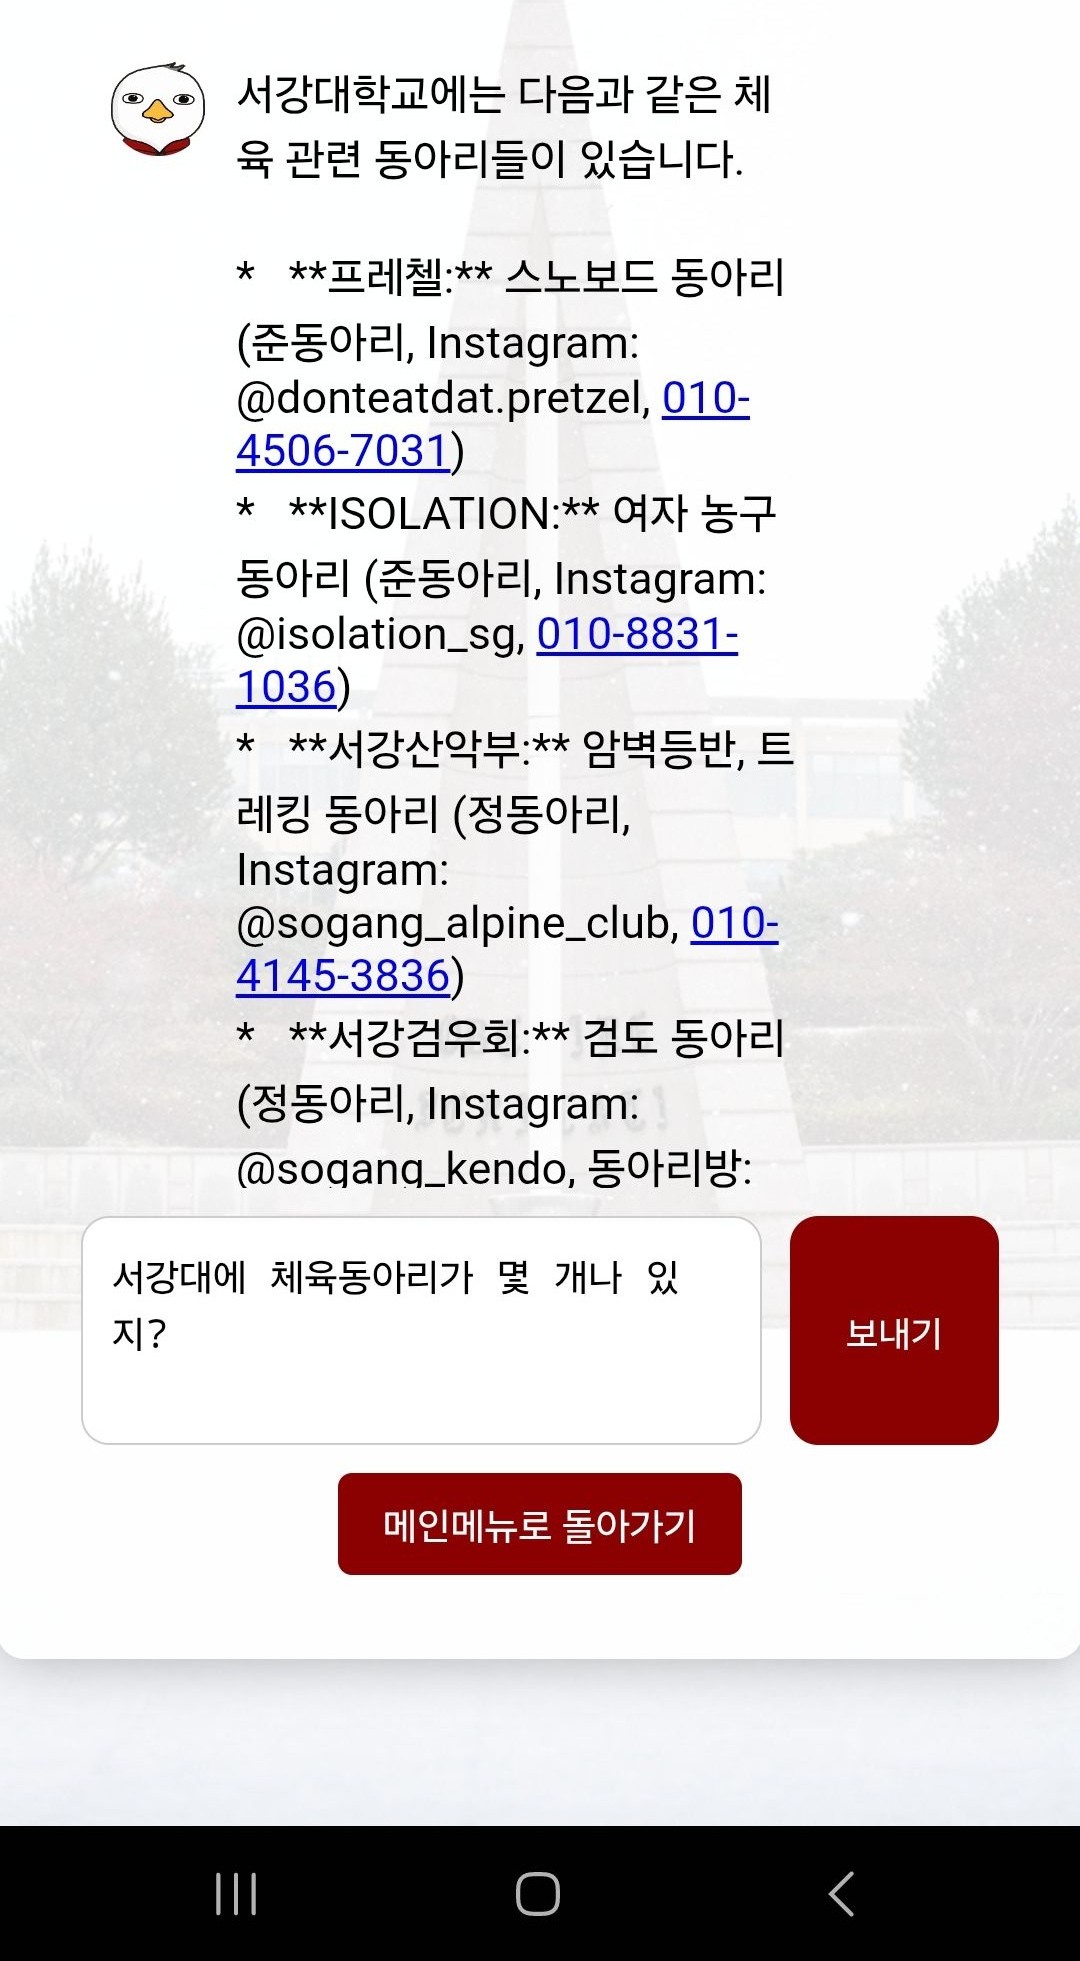 서강대학교에는 다음과 같은 체
육 관련 동아리들이 있습니다.
*   **프레첼:** 스노보드 동아리
(준동아리, Instagram:
@donteatdat.pretzel, 010-
4506-7031)
*   **ISOLATION:** 여자 농구
동아리 (준동아리, Instagram:
@isolation_sg, 010-8831-
1036)
*   **서강산악부:** 암벽등반, 트
레킹 동아리 (정동아리,
Instagram:
@sogang_alpine_club, 010-
4145-3836)
*   **서강검우회:** 검도 동아리
(정동아리, Instagram:
@sogang_kendo, 동아리방:
서강대에 체육동아리가 몇 개나 있
지?
보내기
메인메뉴로 돌아가기